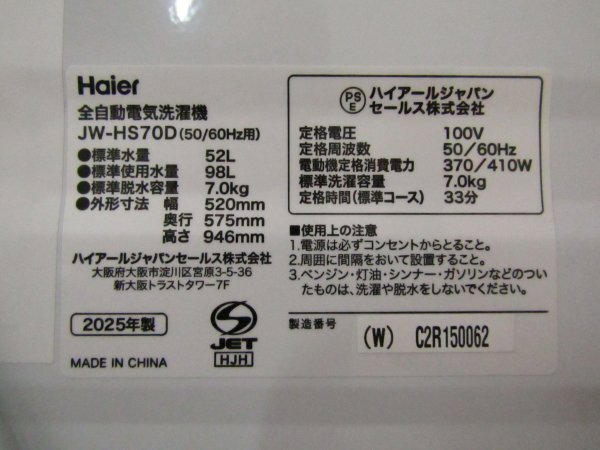 Haier
全自動電気洗濯機
JW-HS70D(50/60Hz用)
●標準水量 52L
●標準使用水量 98L
●標準脱水容量 7.0kg
●外形寸法 幅 520mm
奥行 575mm
高さ 946mm
ハイアールジャパンセールス株式会社
大阪府大阪市淀川区宮原3-5-36
新大阪トラストタワー7F
2025年製
JET
HJH
MADE IN CHINA
PS
E
ハイアールジャパン
セールス株式会社
定格電圧 100V
定格周波数 50/60Hz
電動機定格消費電力 370/410W
標準洗濯容量 7.0kg
定格時間(標準コース) 33分
■使用上の注意
1.電源は必ずコンセントからとること。
2.周囲に間隔をおいて設置すること。
3.ベンジン・灯油・シンナー・ガソリンなどのつい
たものは、洗濯や脱水をしないでください。
製造番号 (W) C2R150062